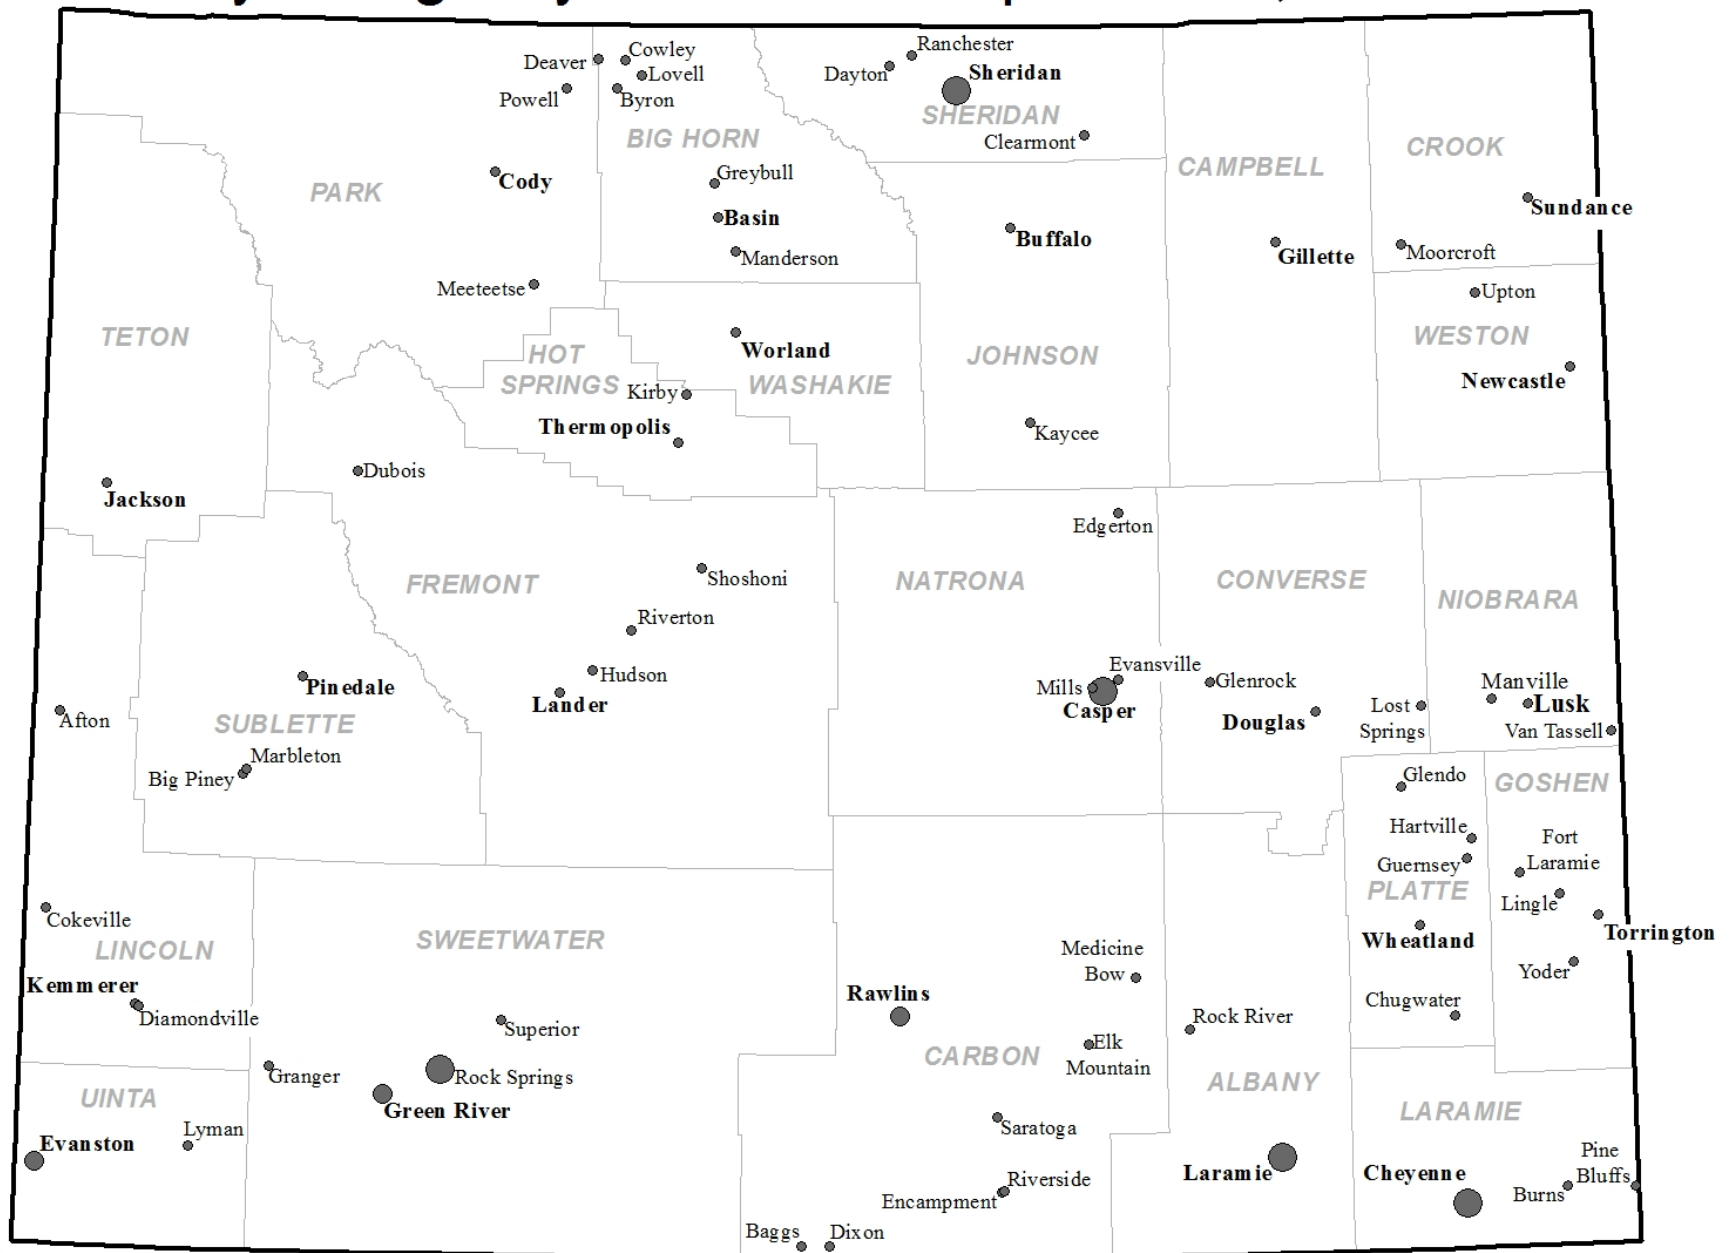 Deaver
Cowley
Lovell
Powell
Byron
Ranchester
Dayton
Sheridan
SHERIDAN
Clearmont
BIG HORN
CROOK
CAMPBELL
PARK
Cody
Greybull
Basin
Manderson
Buffalo
Sundance
Gillette
Moorcroft
Meeteetse
Upton
TETON
WESTON
HOT
SPRINGS
Worland
WASHAKIE
JOHNSON
Newcastle
Kirby
Thermopolis
Kaycee
Dubois
Jackson
Edgerton
FREMONT
Shoshoni
NATRONA
CONVERSE
NIOBRARA
Riverton
Hudson
Lander
Pinedale
SUBLETTE
Afton
Marbleton
Big Piney
Evansville
Mills
Casper
Glenrock
Douglas
Lost
Springs
Manville
Lusk
Van Tassell
Glendo
GOSHEN
Hartville
Guernsey
PLATTE
Fort
Laramie
Lingle
Torrington
Wheatland
Yoder
Chugwater
Cokeville
LINCOLN
Kemmerer
Diamondville
SWEETWATER
Superior
Granger
Rock Springs
Green River
UINTA
Evanston
Lyman
Medicine
Bow
Rawlins
CARBON
Elk
Mountain
Rock River
ALBANY
LARAMIE
Saratoga
Riverside
Encampment
Baggs
Dixon
Laramie
Cheyenne
Pine
Bluffs
Burns